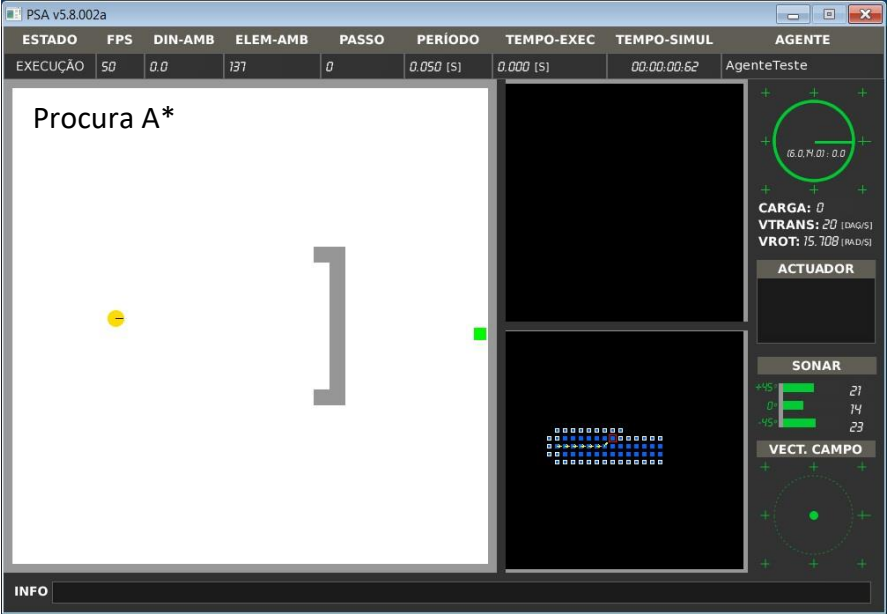 PSA v5.8.002a
ESTADO FPS DIN-AMB ELEM-AMB PASSO PERÍODO TEMPO-EXEC TEMPO-SIMUL AGENTE
EXECUÇÃO 50 0.0 137 0 0.050 [S] 0.000 [S] 00:00:00:62 AgenteTeste
Procura A*
(6.0,14.0) : 0.0
CARGA: 0
VTRANS: 20 [DAG/S]
VROT: 15.708 [RAD/S]
ACTUADOR
SONAR
+45° 21
0° 14
-45° 23
VECT. CAMPO
INFO